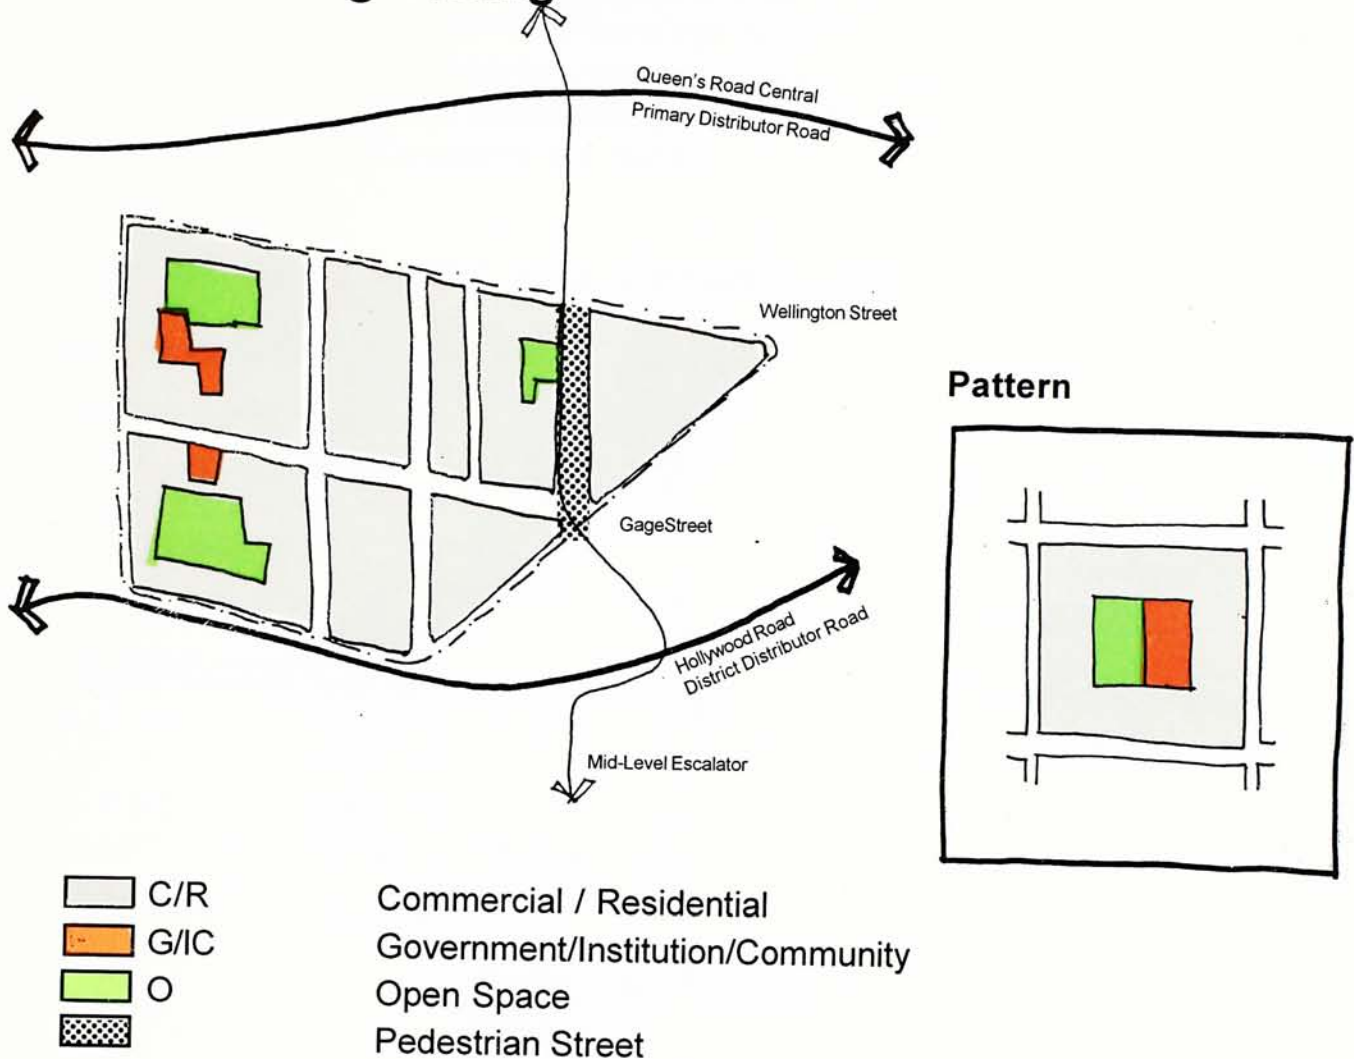 Queen's Road Central
Primary Distributor Road
Wellington Street
Pattern
GageStreet
Hollywood Road
District Distributor Road
Mid-Level Escalator
C/R Commercial / Residential
G/IC Government/Institution/Community
O Open Space
Pedestrian Street